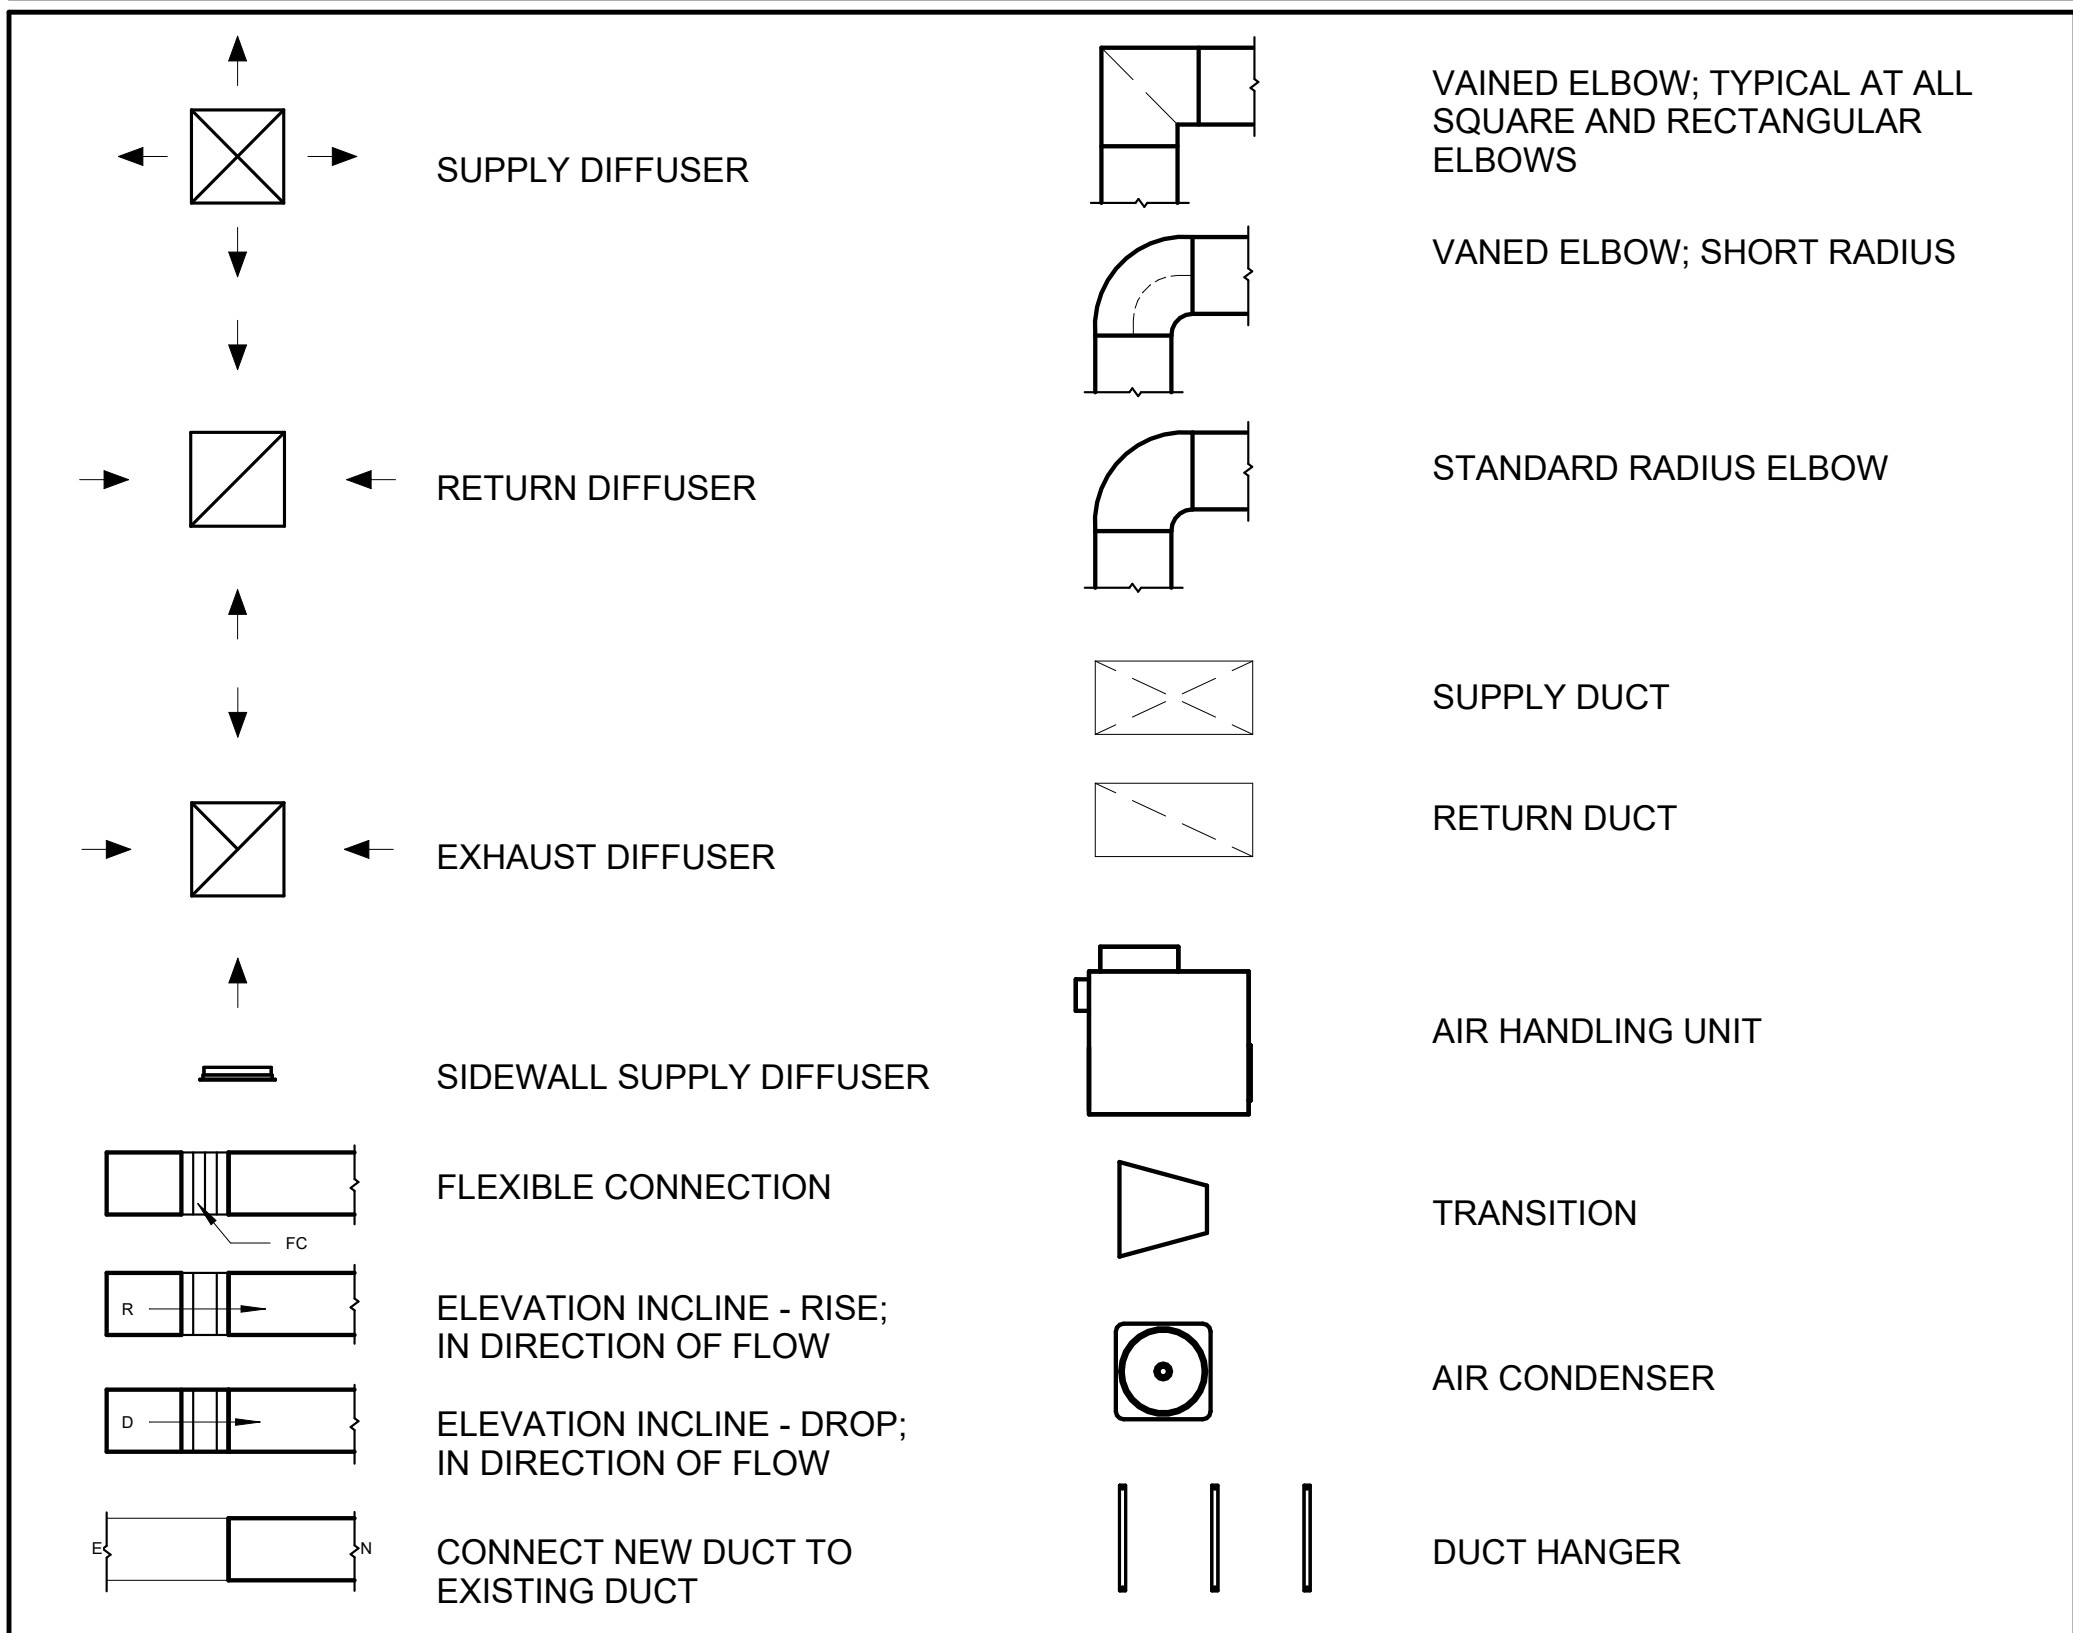 SUPPLY DIFFUSER
RETURN DIFFUSER
EXHAUST DIFFUSER
SIDEWALL SUPPLY DIFFUSER
FLEXIBLE CONNECTION
FC
R
ELEVATION INCLINE - RISE;
IN DIRECTION OF FLOW
D
ELEVATION INCLINE - DROP;
IN DIRECTION OF FLOW
E
N
CONNECT NEW DUCT TO
EXISTING DUCT
VAINED ELBOW; TYPICAL AT ALL
SQUARE AND RECTANGULAR
ELBOWS
VANED ELBOW; SHORT RADIUS
STANDARD RADIUS ELBOW
SUPPLY DUCT
RETURN DUCT
AIR HANDLING UNIT
TRANSITION
AIR CONDENSER
DUCT HANGER